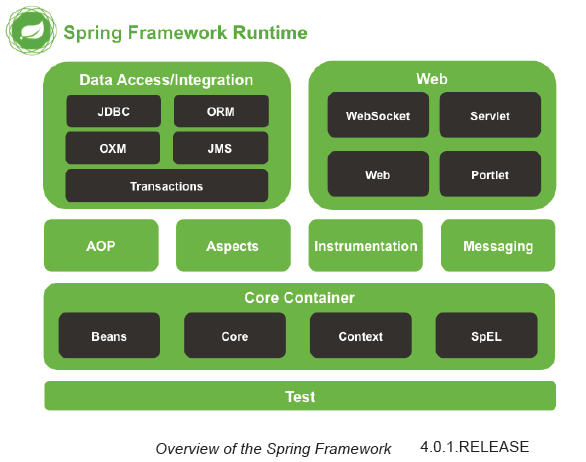 Spring Framework Runtime
Data Access/Integration
JDBC ORM
OXM JMS
Transactions
Web
WebSocket Servlet
Web Portlet
AOP Aspects Instrumentation Messaging
Core Container
Beans Core Context SpEL
Test
Overview of the Spring Framework 4.0.1.RELEASE